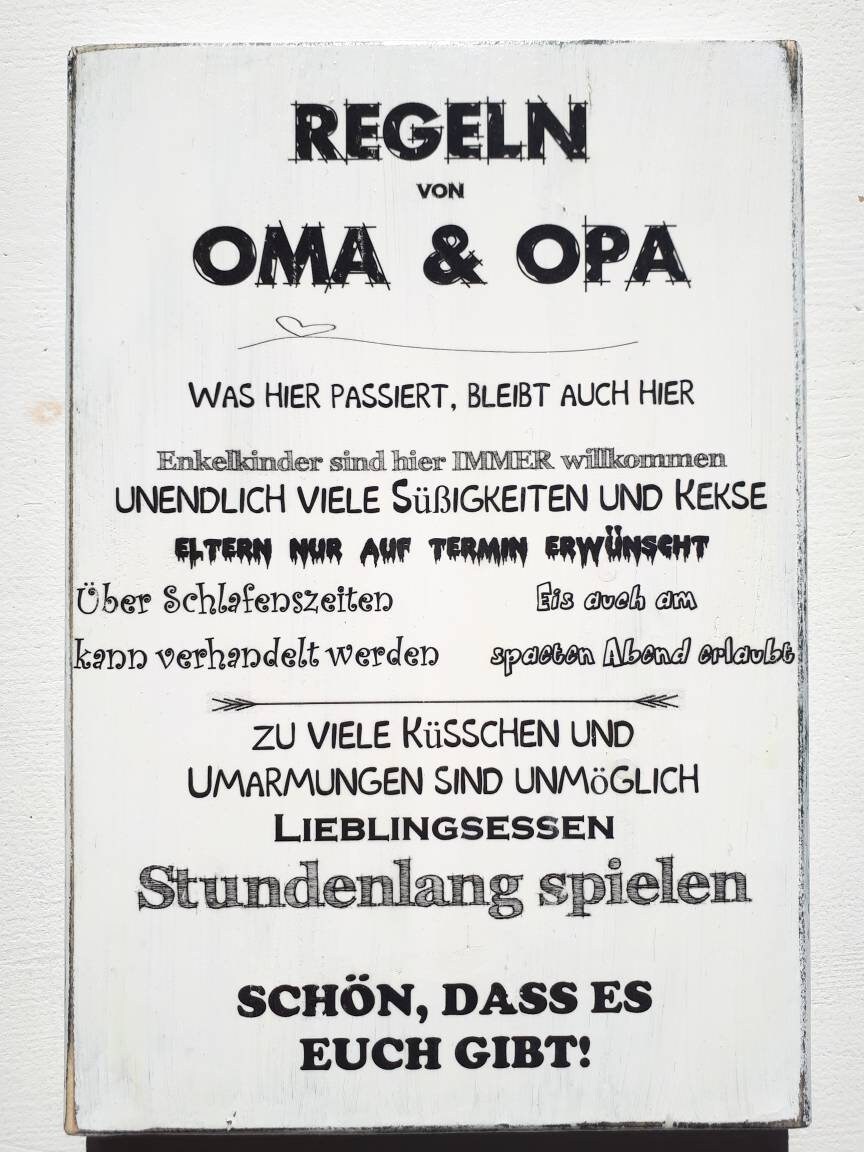 REGELN
VON
OMA & OPA
WAS HIER PASSIERT, BLEIBT AUCH HIER
Enkelkinder sind hier IMMER willkommen
UNENDLICH VIELE SÜßIGKEITEN UND KEKSE
ELTERN NUR AUF TERMIN ERWÜNSCHT
Über Schlafenszeiten
kann verhandelt werden
Eis auch am
spaeten Abend erlaubt
ZU VIELE KÜSSCHEN UND
UMARMUNGEN SIND UNMÖGLICH
LIEBLINGSESSEN
Stundenlang spielen
SCHÖN, DASS ES
EUCH GIBT!